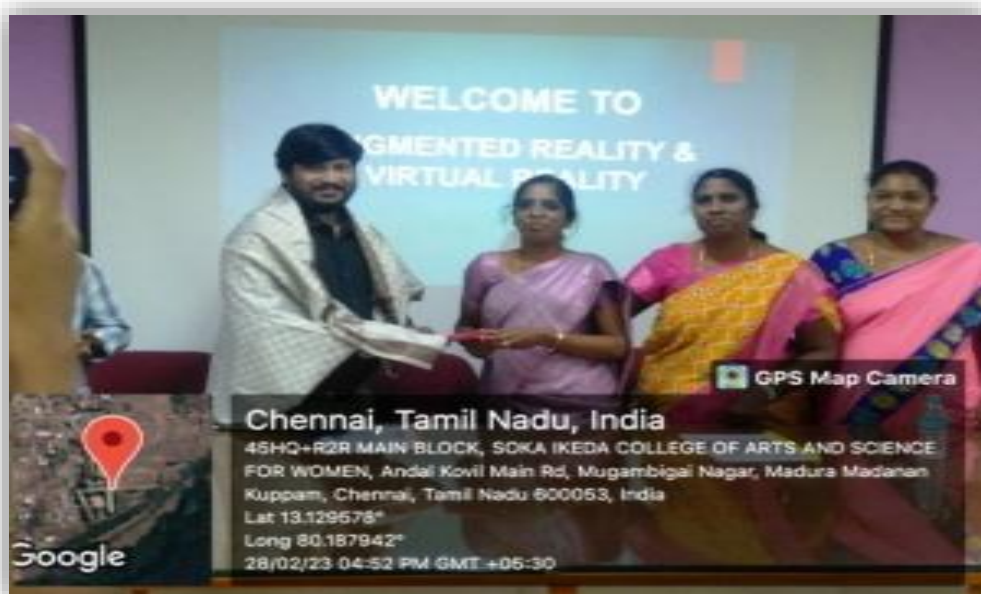 WELCOME TO
GMENTED REALITY &
VIRTUAL REALITY
GPS Map Camera
Chennai, Tamil Nadu, India
45HQ+R2R MAIN BLOCK, SOKA IKEDA COLLEGE OF ARTS AND SCIENCE
FOR WOMEN, Andal Kovil Main Rd, Mugambigai Nagar, Madura Madanan
Kuppam, Chennai, Tamil Nadu 600053, India
Lat 13.129578°
Long 80.187942°
28/02/23 04:52 PM GMT +05:30
Google